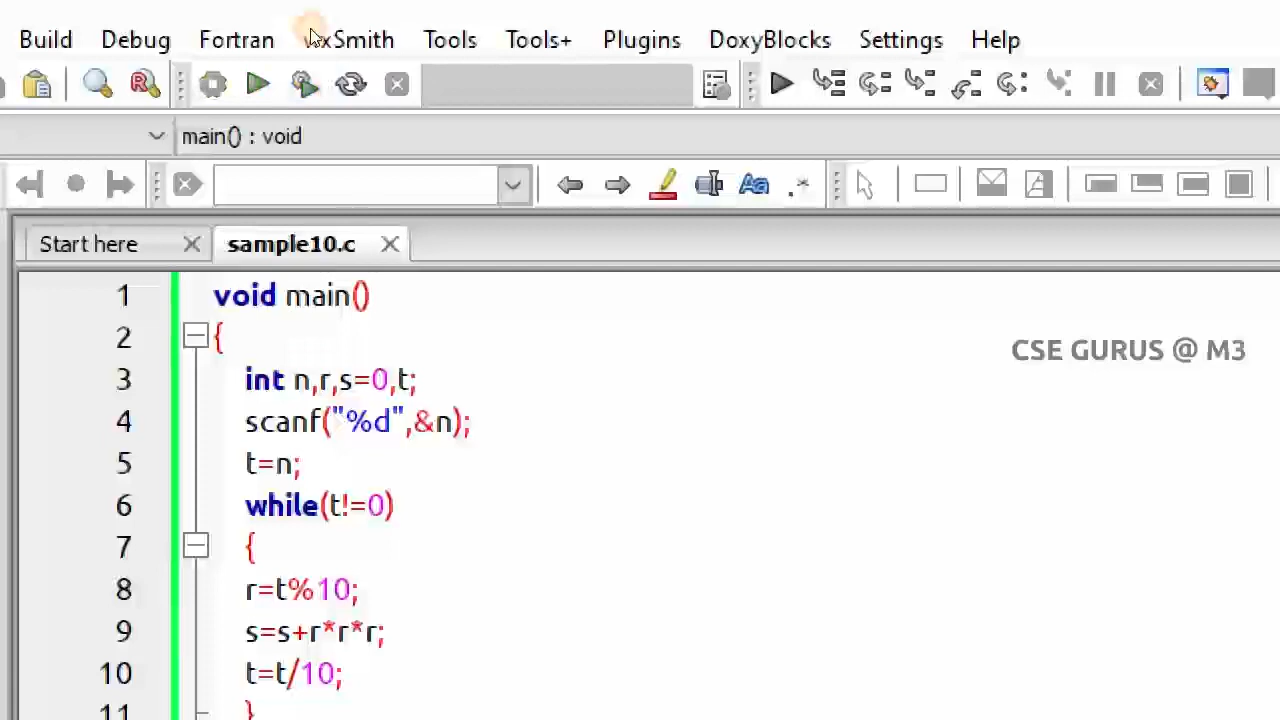 Build Debug Fortran wxSmith Tools Tools+ Plugins DoxyBlocks Settings Help
main() : void
Start here sample10.c
1 void main()
2 {
CSE GURUS @ M3
3 int n,r,s=0,t;
4 scanf("%d",&n);
5 t=n;
6 while(t!=0)
7 {
8 r=t%10;
9 s=s+r*r*r;
10 t=t/10;
11 }